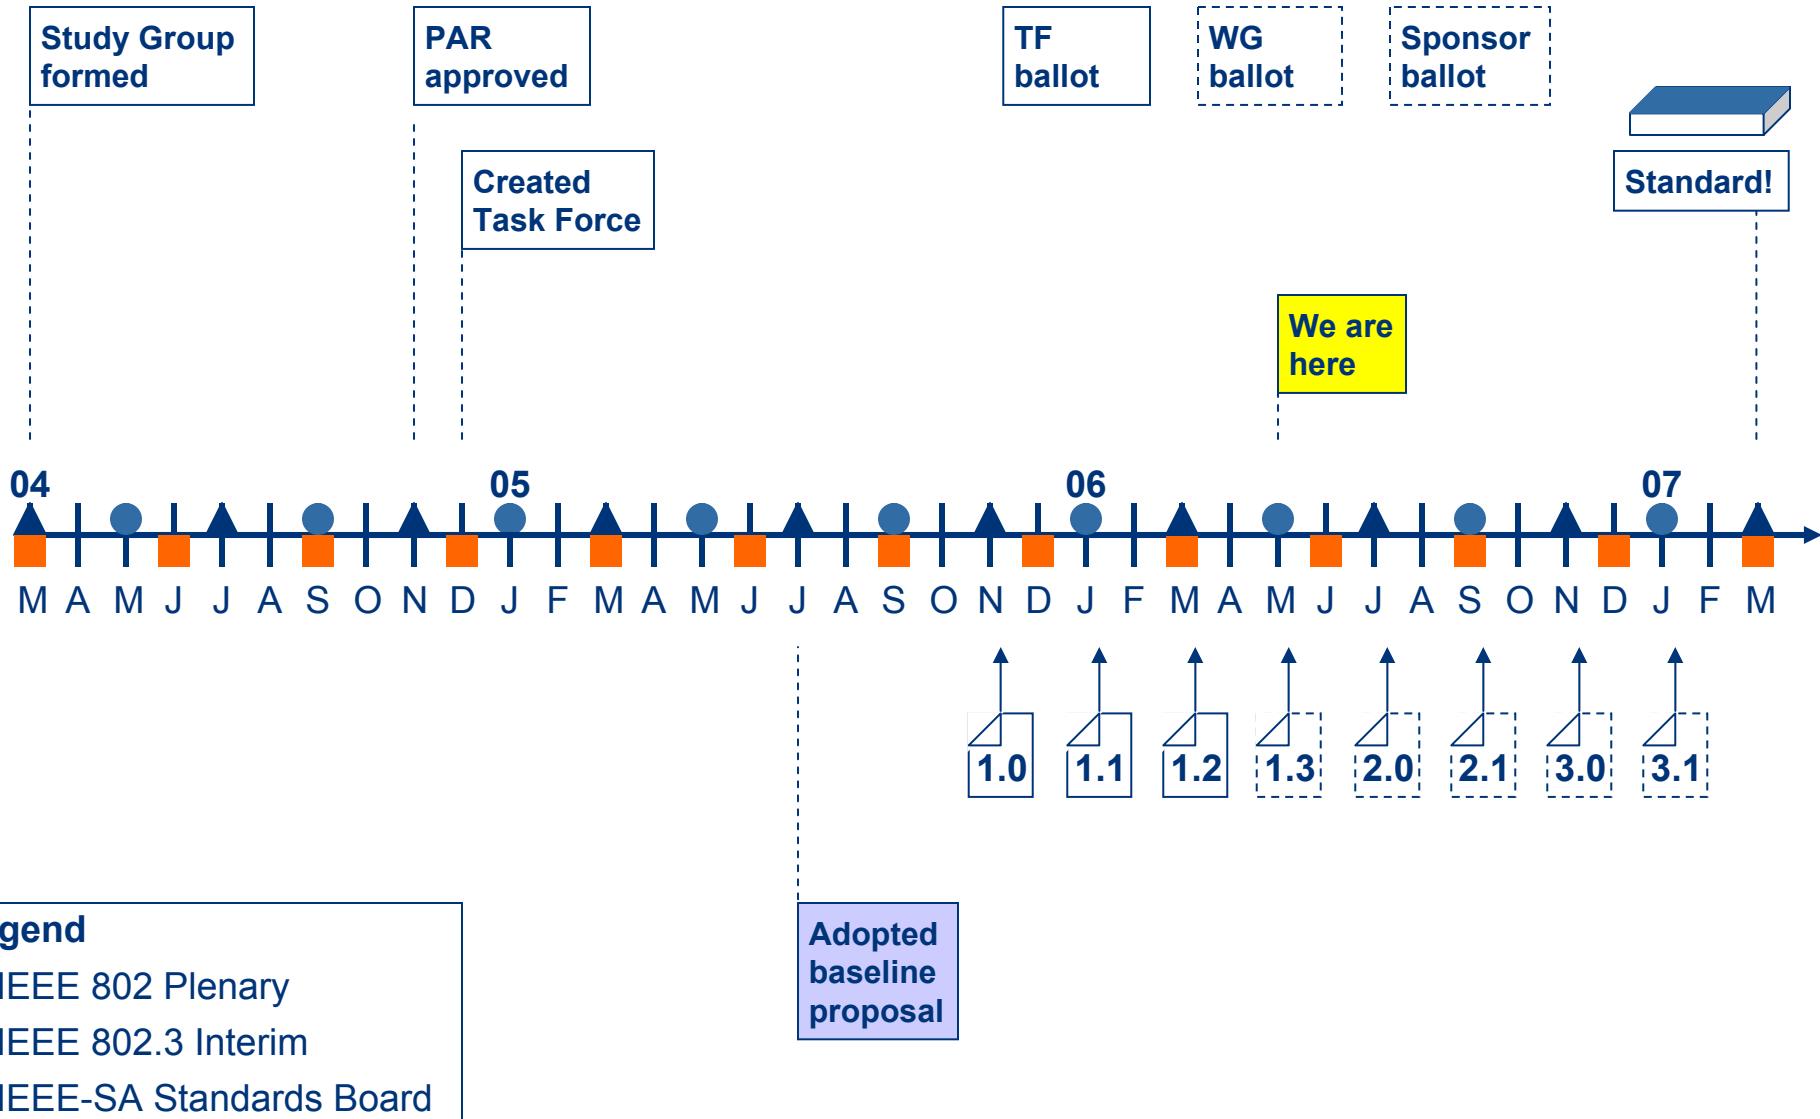 Study Group
formed
PAR
approved
TF
ballot
WG
ballot
Sponsor
ballot
Created
Task Force
Standard!
We are
here
04 05 06 07
M A M J J A S O N D J F M A M J J A S O N D J F M A M J J A S O N D J F M
1.0 1.1 1.2 1.3 2.0 2.1 3.0 3.1
Adopted
baseline
proposal
gend
IEEE 802 Plenary
IEEE 802.3 Interim
IEEE-SA Standards Board